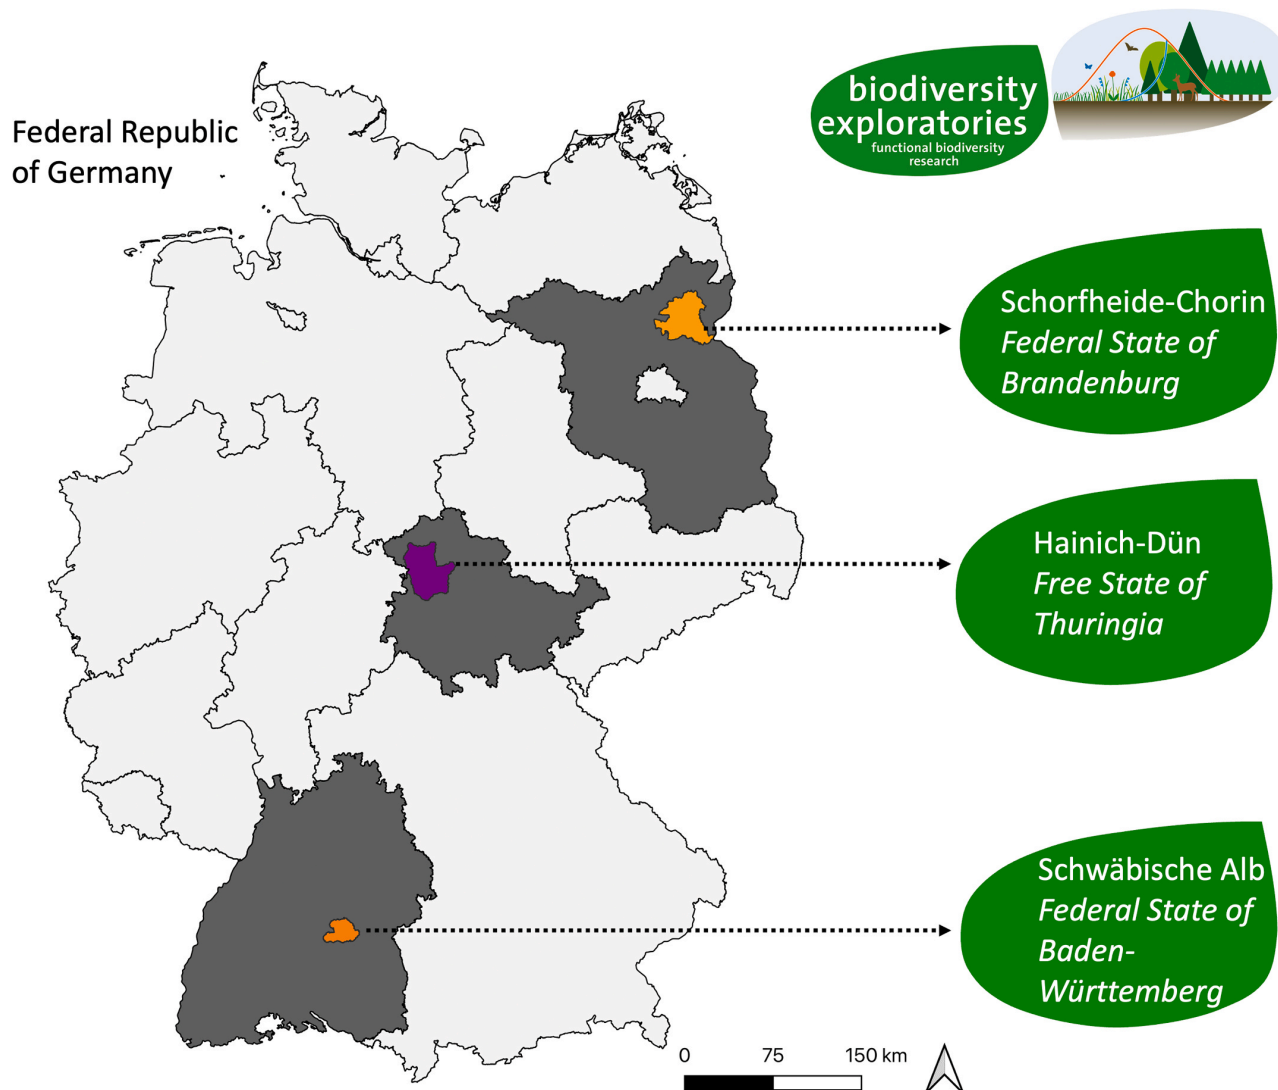 Federal Republic
of Germany
biodiversity
exploratories
functional biodiversity
research
Schorfheide-Chorin
Federal State of
Brandenburg
Hainich-Dün
Free State of
Thuringia
Schwäbische Alb
Federal State of
Baden-
Württemberg
0 75 150 km